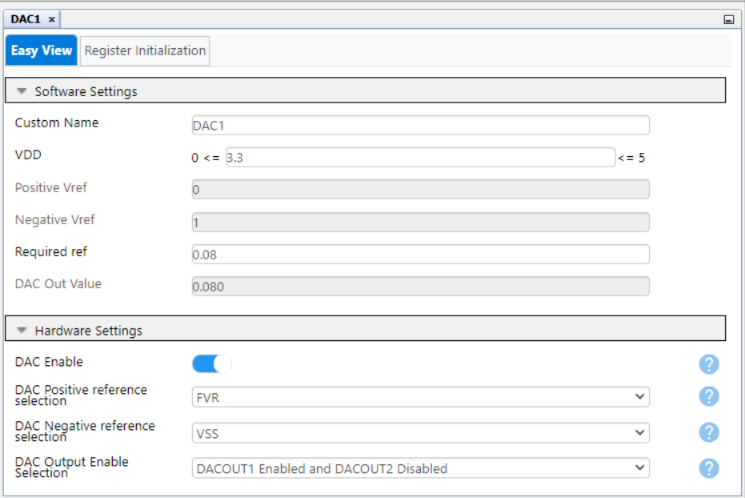 DAC1 ×
Easy View Register Initialization
Software Settings
Custom Name DAC1
VDD 0 <= 3.3 <= 5
Positive Vref 0
Negative Vref 1
Required ref 0.08
DAC Out Value 0.080
Hardware Settings
DAC Enable ?
DAC Positive reference
selection FVR ?
DAC Negative reference
selection VSS ?
DAC Output Enable
Selection DACOUT1 Enabled and DACOUT2 Disabled ?